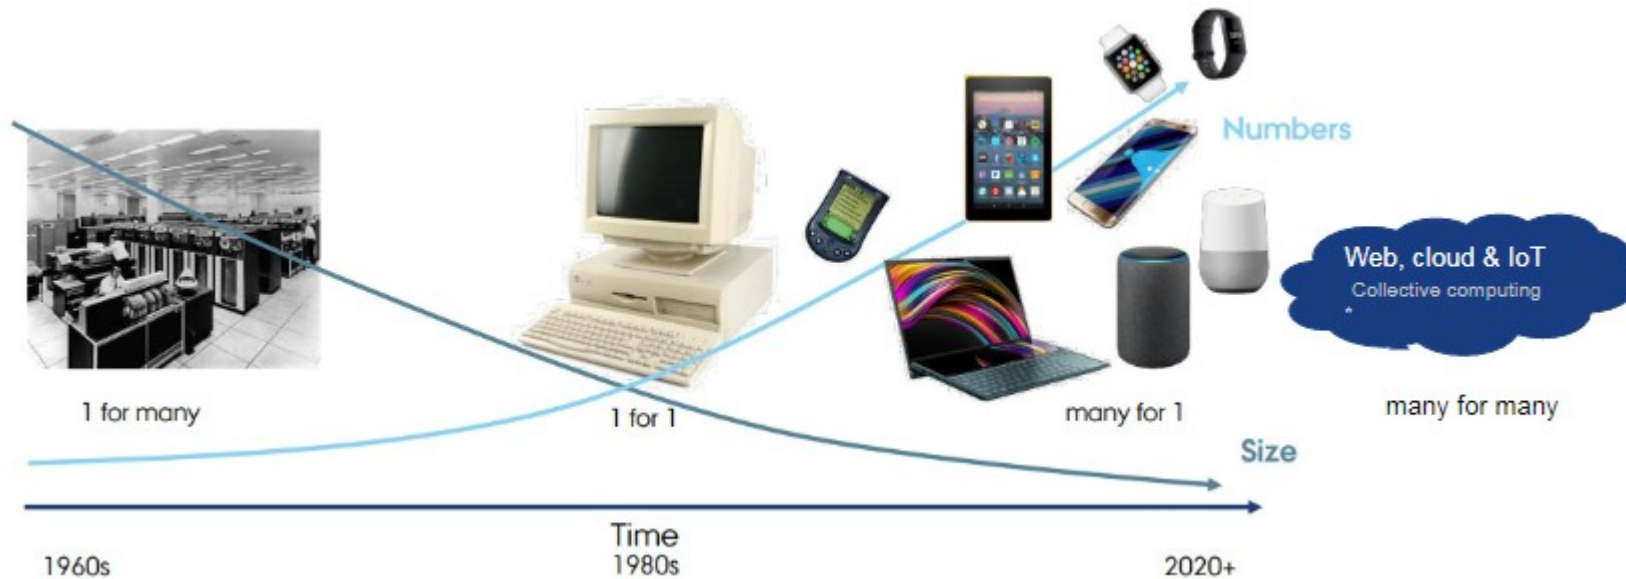 Numbers
Web, cloud & IoT
Collective computing
*
1 for many
1 for 1
many for 1
many for many
Size
Time
1960s
1980s
2020+